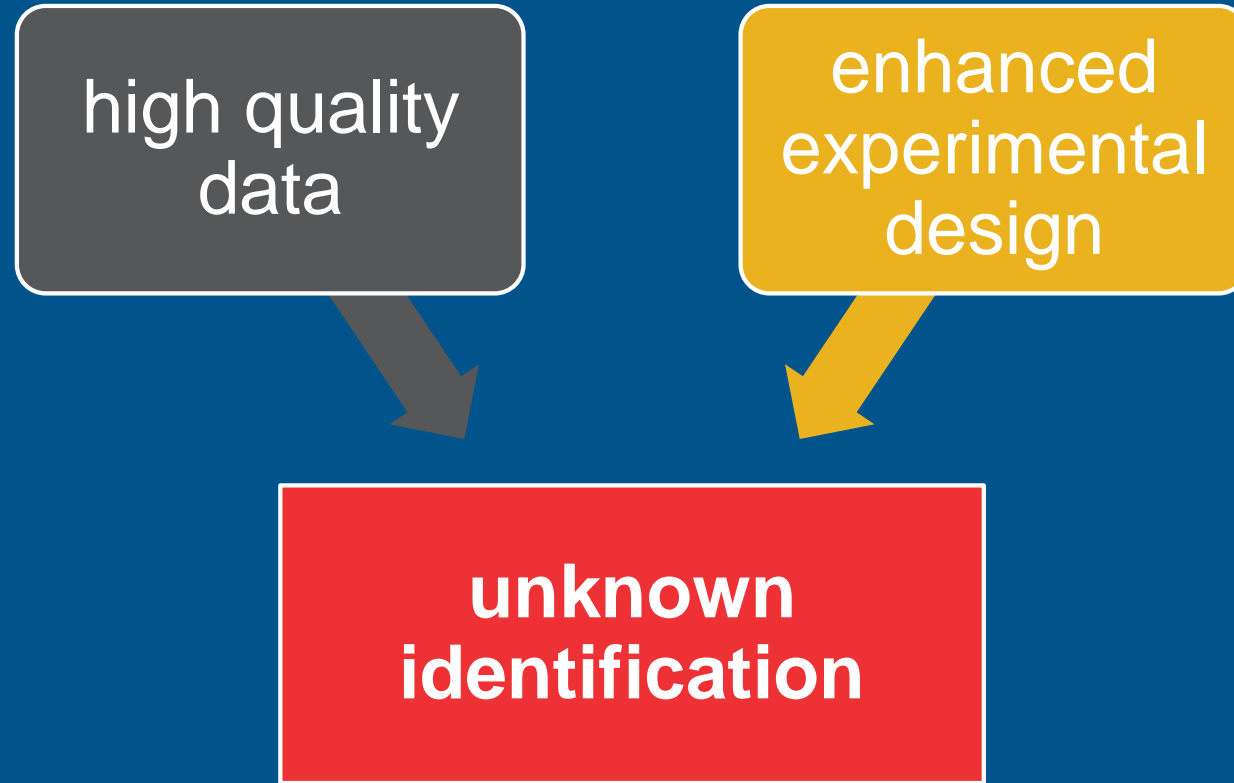 high quality
data
enhanced
experimental
design
unknown
identification